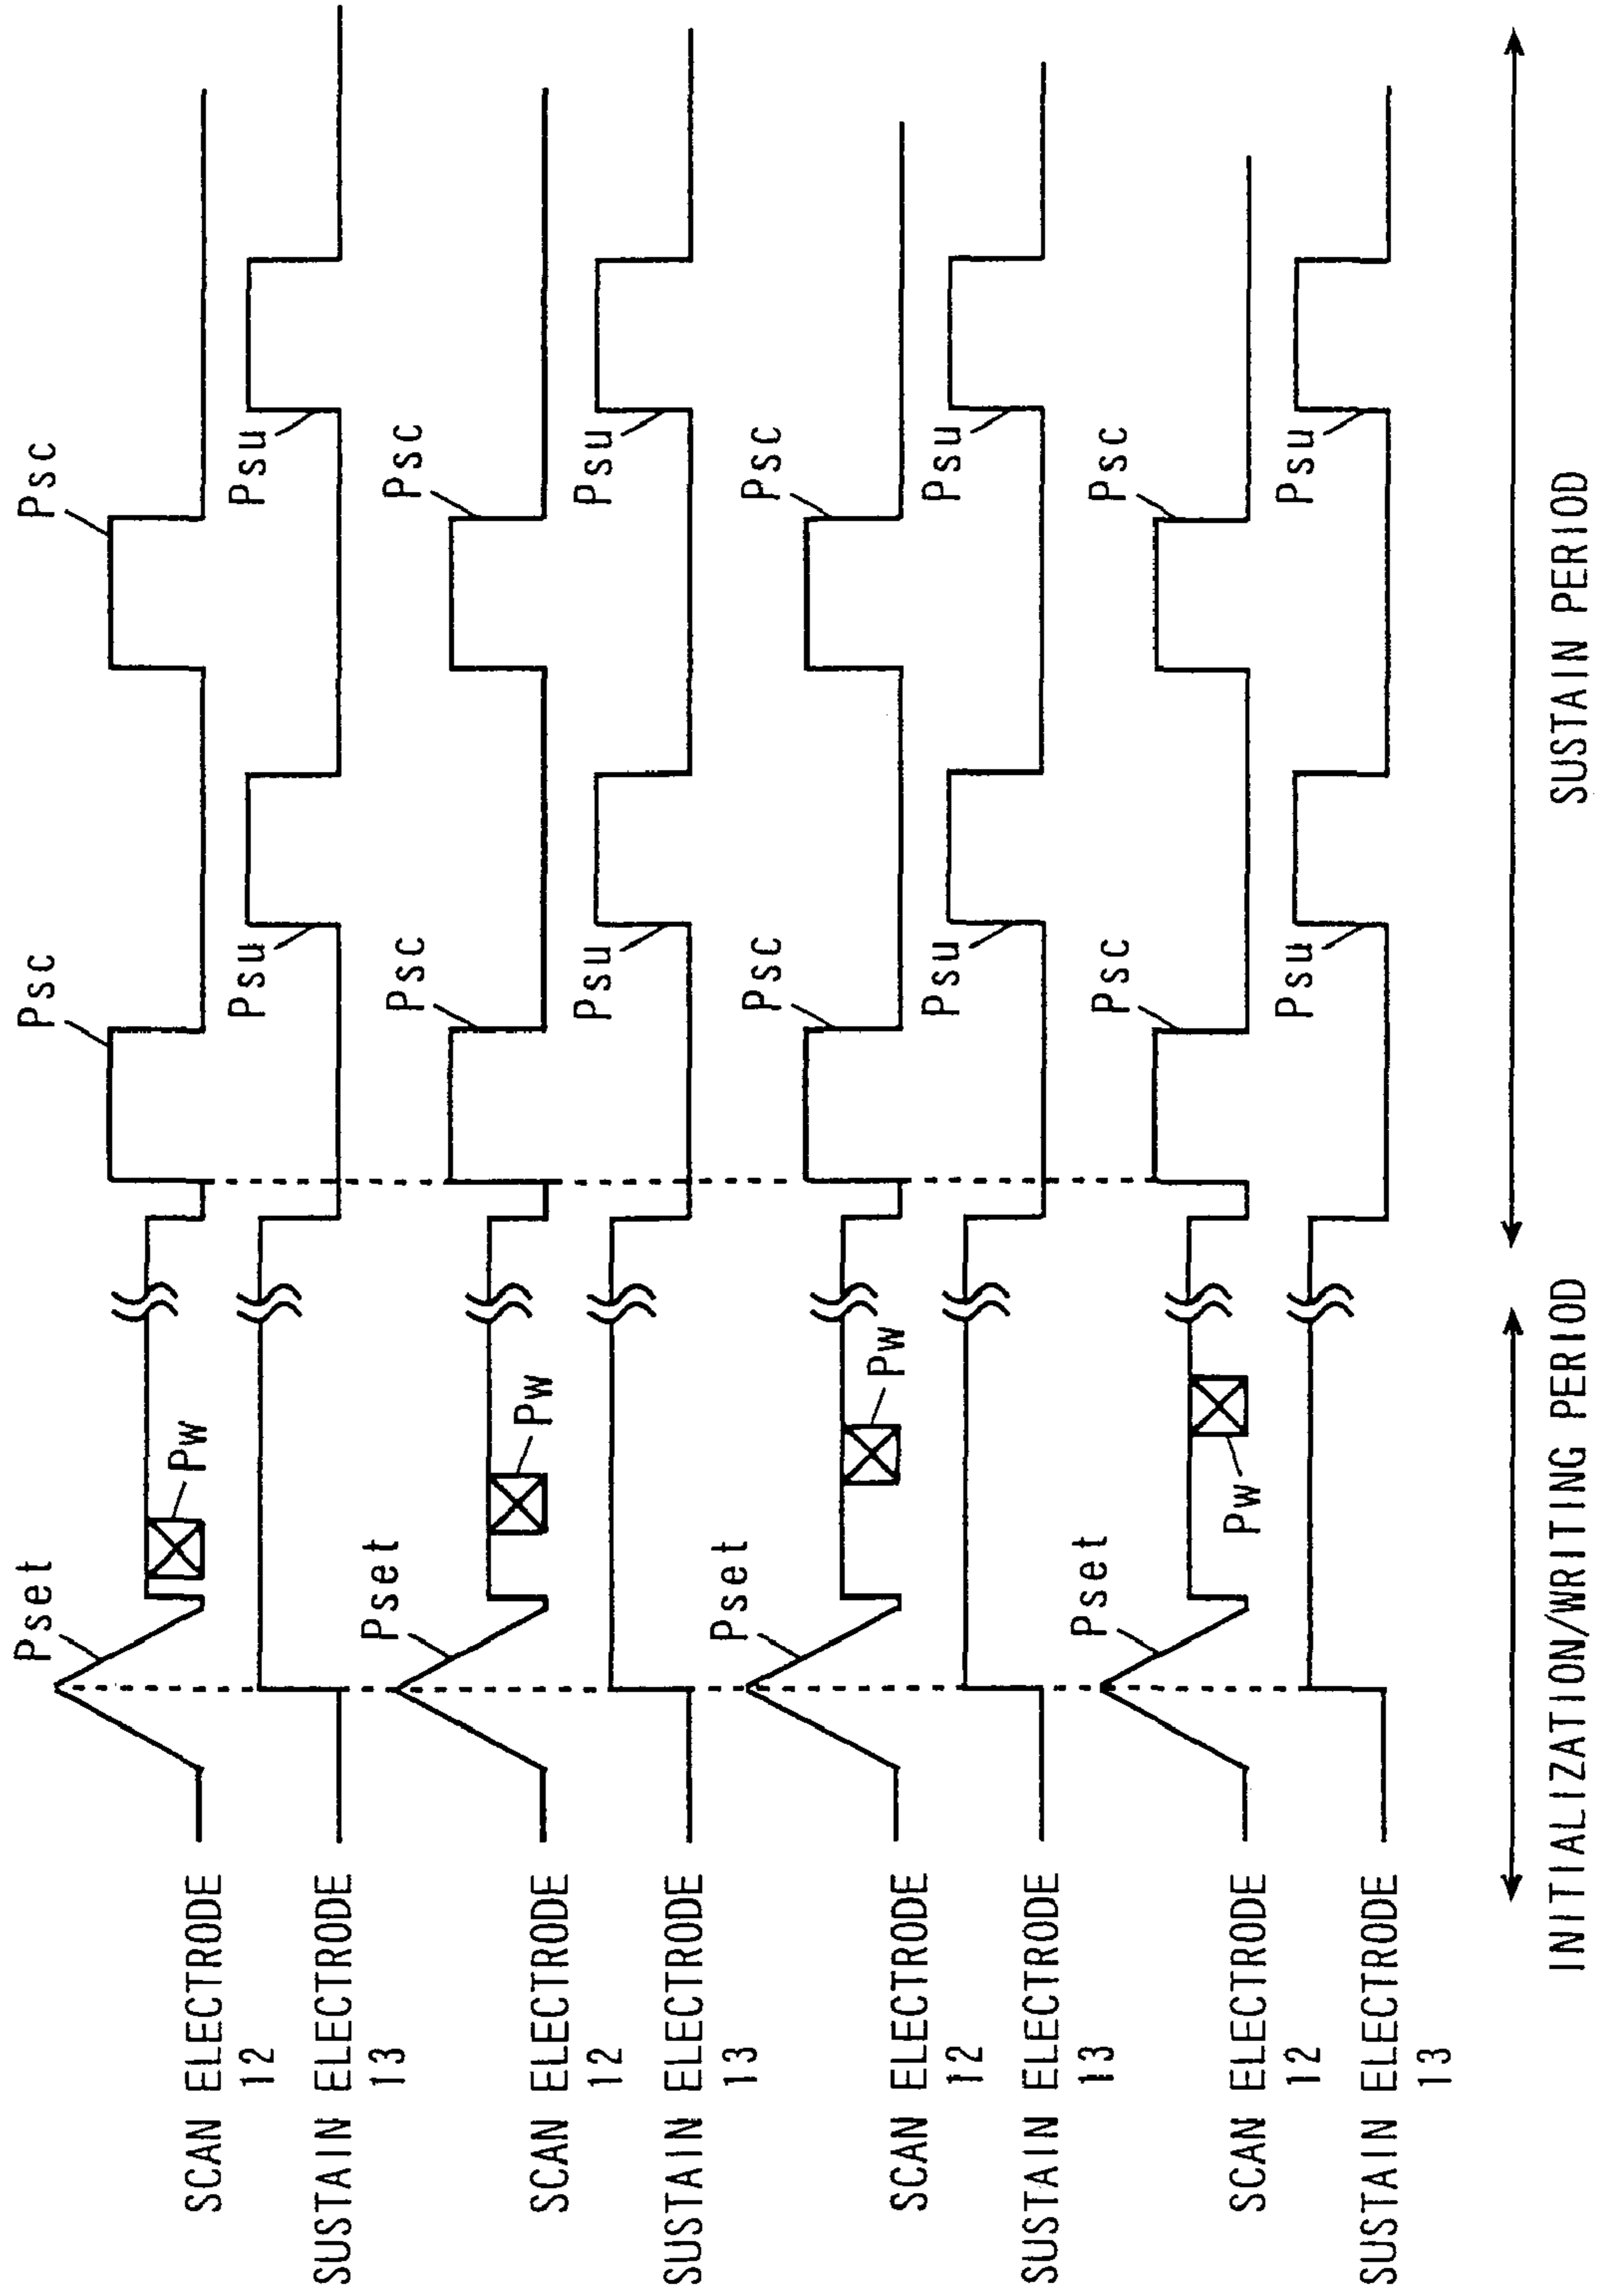 SCAN ELECTRODE
12
Pset
Pw
Psc
Psc
SUSTAIN ELECTRODE
13
Psu
Psu
SCAN ELECTRODE
12
Pset
Pw
Psc
Psc
SUSTAIN ELECTRODE
13
Psu
Psu
SCAN ELECTRODE
12
Pset
Pw
Psc
Psc
SUSTAIN ELECTRODE
13
Psu
Psu
SCAN ELECTRODE
12
Pset
Pw
Psc
Psc
SUSTAIN ELECTRODE
13
Psu
Psu
INITIALIZATION/WRITING PERIOD
SUSTAIN PERIOD